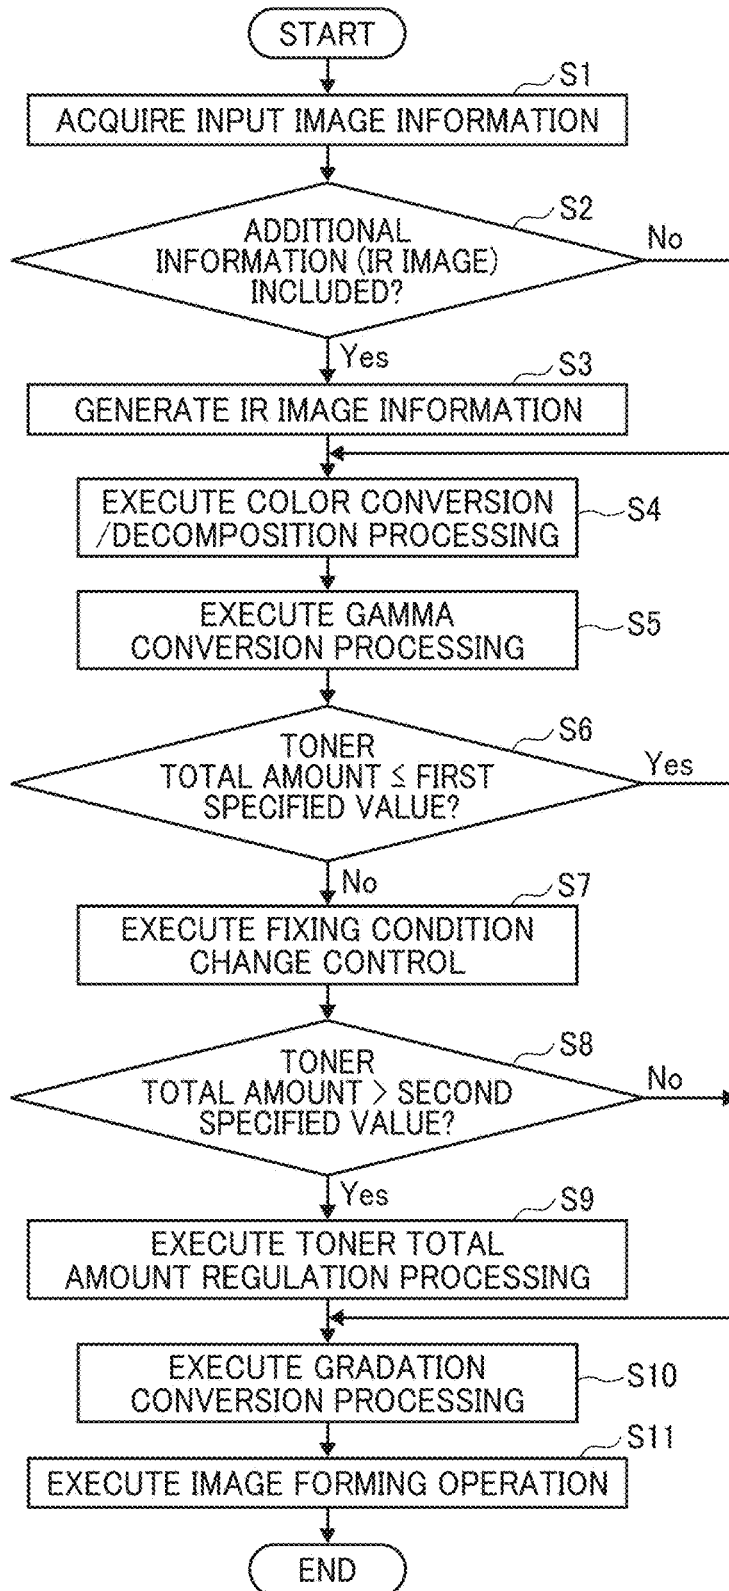 START
S1
ACQUIRE INPUT IMAGE INFORMATION
S2
ADDITIONAL
INFORMATION (IR IMAGE)
INCLUDED?
No
Yes
S3
GENERATE IR IMAGE INFORMATION
EXECUTE COLOR CONVERSION
/DECOMPOSITION PROCESSING
S4
EXECUTE GAMMA
CONVERSION PROCESSING
S5
S6
TONER
TOTAL AMOUNT ≤ FIRST
SPECIFIED VALUE?
Yes
No
S7
EXECUTE FIXING CONDITION
CHANGE CONTROL
S8
TONER
TOTAL AMOUNT > SECOND
SPECIFIED VALUE?
No
Yes
S9
EXECUTE TONER TOTAL
AMOUNT REGULATION PROCESSING
EXECUTE GRADATION
CONVERSION PROCESSING
S10
S11
EXECUTE IMAGE FORMING OPERATION
END